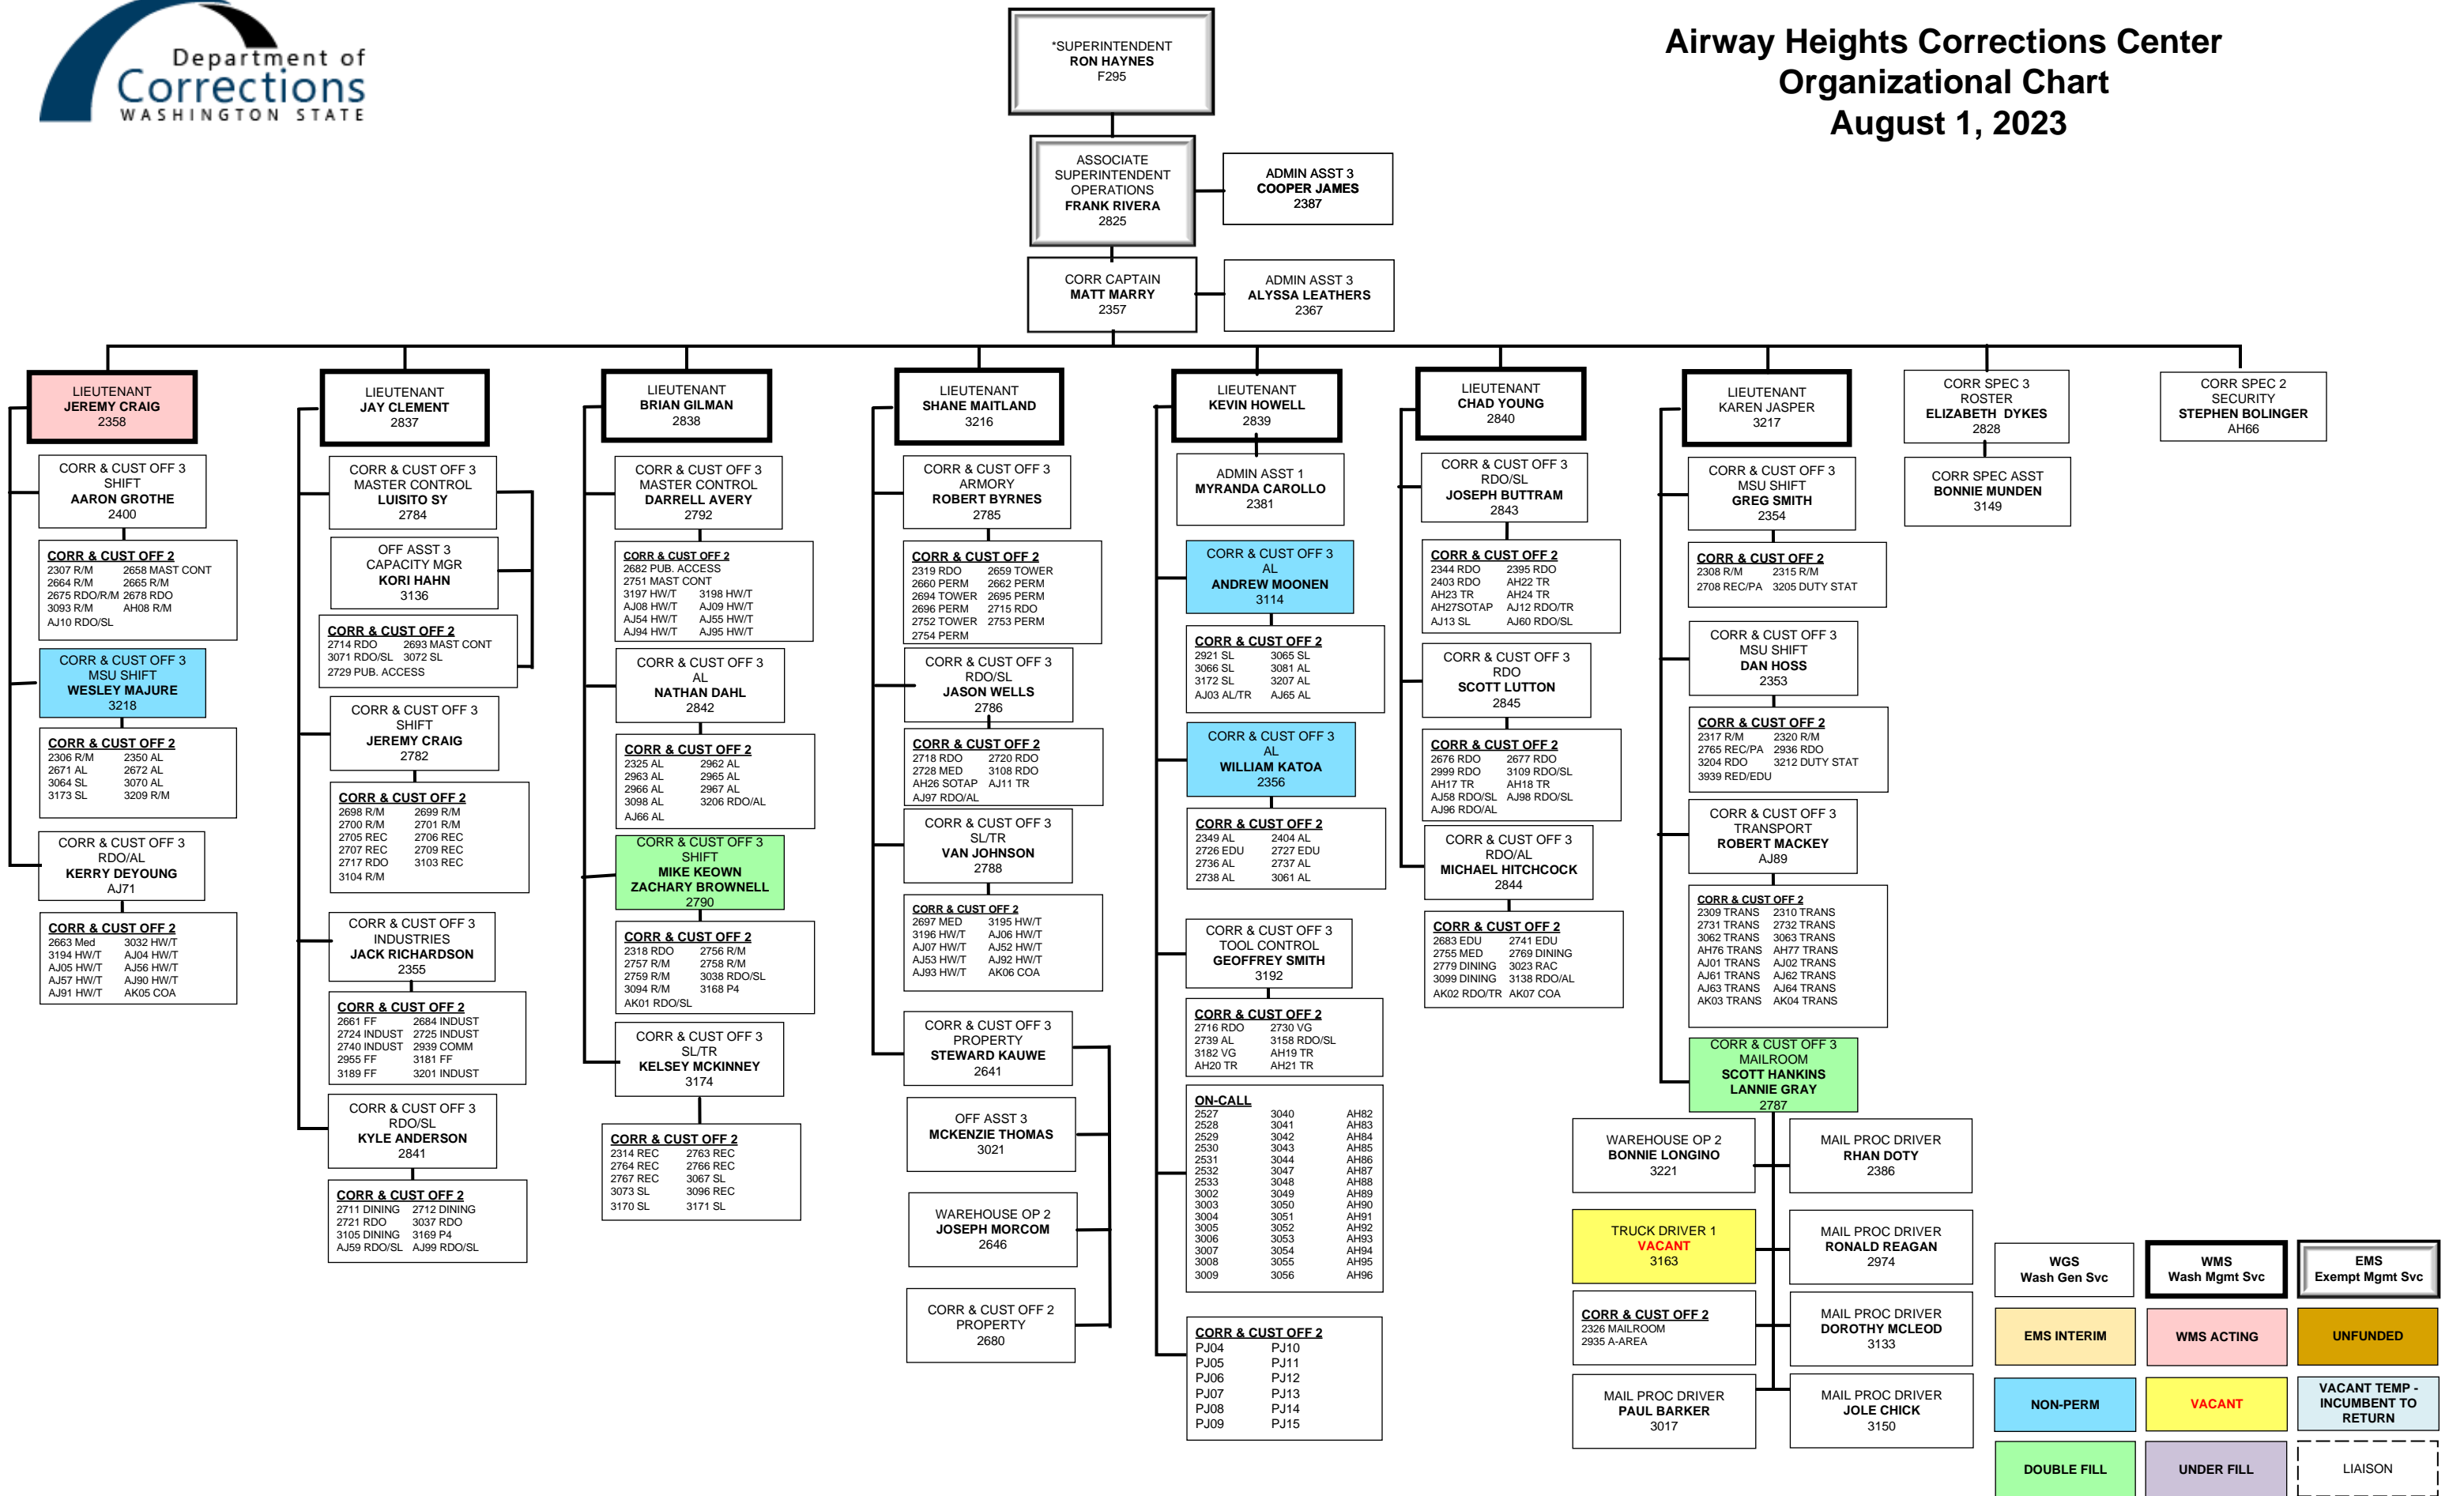 Department of
Corrections
WASHINGTON STATE
Airway Heights Corrections Center
Organizational Chart
August 1, 2023
*SUPERINTENDENT
RON HAYNES
F295
ASSOCIATE
SUPERINTENDENT
OPERATIONS
FRANK RIVERA
2825
ADMIN ASST 3
COOPER JAMES
2387
CORR CAPTAIN
MATT MARRY
2357
ADMIN ASST 3
ALYSSA LEATHERS
2367
LIEUTENANT
JEREMY CRAIG
2358
CORR & CUST OFF 3
SHIFT
AARON GROTHE
2400
CORR & CUST OFF 2
2307 R/M 2658 MAST CONT
2664 R/M 2665 R/M
2675 RDO/R/M 2678 RDO
3093 R/M AH08 R/M
AJ10 RDO/SL
CORR & CUST OFF 3
MSU SHIFT
WESLEY MAJURE
3218
CORR & CUST OFF 2
2306 R/M 2350 AL
2671 AL 2672 AL
3064 SL 3070 AL
3173 SL 3209 R/M
CORR & CUST OFF 3
RDO/AL
KERRY DEYOUNG
AJ71
CORR & CUST OFF 2
2663 Med 3032 HW/T
3194 HW/T AJ04 HW/T
AJ05 HW/T AJ56 HW/T
AJ57 HW/T AJ90 HW/T
AJ91 HW/T AK05 COA
LIEUTENANT
JAY CLEMENT
2837
CORR & CUST OFF 3
MASTER CONTROL
LUISITO SY
2784
OFF ASST 3
CAPACITY MGR
KORI HAHN
3136
CORR & CUST OFF 2
2714 RDO 2693 MAST CONT
3071 RDO/SL 3072 SL
2729 PUB. ACCESS
CORR & CUST OFF 3
SHIFT
JEREMY CRAIG
2782
CORR & CUST OFF 2
2698 R/M 2699 R/M
2700 R/M 2701 R/M
2705 REC 2706 REC
2707 REC 2709 REC
2717 RDO 3103 REC
3104 R/M
CORR & CUST OFF 3
INDUSTRIES
JACK RICHARDSON
2355
CORR & CUST OFF 2
2661 FF 2684 INDUST
2724 INDUST 2725 INDUST
2740 INDUST 2939 COMM
2955 FF 3181 FF
3189 FF 3201 INDUST
CORR & CUST OFF 3
RDO/SL
KYLE ANDERSON
2841
CORR & CUST OFF 2
2711 DINING 2712 DINING
2721 RDO 3037 RDO
3105 DINING 3169 P4
AJ59 RDO/SL AJ99 RDO/SL
LIEUTENANT
BRIAN GILMAN
2838
CORR & CUST OFF 3
MASTER CONTROL
DARRELL AVERY
2792
CORR & CUST OFF 2
2682 PUB. ACCESS
2751 MAST CONT
3197 HW/T 3198 HW/T
AJ08 HW/T AJ09 HW/T
AJ54 HW/T AJ55 HW/T
AJ94 HW/T AJ95 HW/T
CORR & CUST OFF 3
AL
NATHAN DAHL
2842
CORR & CUST OFF 2
2325 AL 2962 AL
2963 AL 2965 AL
2966 AL 2967 AL
3098 AL 3206 RDO/AL
AJ66 AL
CORR & CUST OFF 3
SHIFT
MIKE KEOWN
ZACHARY BROWNELL
2790
CORR & CUST OFF 2
2318 RDO 2756 R/M
2757 R/M 2758 R/M
2759 R/M 3038 RDO/SL
3094 R/M 3168 P4
AK01 RDO/SL
CORR & CUST OFF 3
SL/TR
KELSEY MCKINNEY
3174
CORR & CUST OFF 2
2314 REC 2763 REC
2764 REC 2766 REC
2767 REC 3067 SL
3073 SL 3096 REC
3170 SL 3171 SL
LIEUTENANT
SHANE MAITLAND
3216
CORR & CUST OFF 3
ARMORY
ROBERT BYRNES
2785
CORR & CUST OFF 2
2319 RDO 2659 TOWER
2660 PERM 2662 PERM
2694 TOWER 2695 PERM
2696 PERM 2715 RDO
2752 TOWER 2753 PERM
2754 PERM
CORR & CUST OFF 3
RDO/SL
JASON WELLS
2786
CORR & CUST OFF 2
2718 RDO 2720 RDO
2728 MED 3108 RDO
AH26 SOTAP AJ11 TR
AJ97 RDO/AL
CORR & CUST OFF 3
SL/TR
VAN JOHNSON
2788
CORR & CUST OFF 2
2697 MED 3195 HW/T
3196 HW/T AJ06 HW/T
AJ07 HW/T AJ52 HW/T
AJ53 HW/T AJ92 HW/T
AJ93 HW/T AK06 COA
CORR & CUST OFF 3
PROPERTY
STEWARD KAUWE
2641
OFF ASST 3
MCKENZIE THOMAS
3021
WAREHOUSE OP 2
JOSEPH MORCOM
2646
CORR & CUST OFF 2
PROPERTY
2680
LIEUTENANT
KEVIN HOWELL
2839
ADMIN ASST 1
MYRANDA CAROLLO
2381
CORR & CUST OFF 3
AL
ANDREW MOONEN
3114
CORR & CUST OFF 2
2921 SL 3065 SL
3066 SL 3081 AL
3172 SL 3207 AL
AJ03 AL/TR AJ65 AL
CORR & CUST OFF 3
AL
WILLIAM KATOA
2356
CORR & CUST OFF 2
2349 AL 2404 AL
2726 EDU 2727 EDU
2736 AL 2737 AL
2738 AL 3061 AL
CORR & CUST OFF 3
TOOL CONTROL
GEOFFREY SMITH
3192
CORR & CUST OFF 2
2716 RDO 2730 VG
2739 AL 3158 RDO/SL
3182 VG AH19 TR
AH20 TR AH21 TR
ON-CALL
2527 3040 AH82
2528 3041 AH83
2529 3042 AH84
2530 3043 AH85
2531 3044 AH86
2532 3047 AH87
2533 3048 AH88
3002 3049 AH89
3003 3050 AH90
3004 3051 AH91
3005 3052 AH92
3006 3053 AH93
3007 3054 AH94
3008 3055 AH95
3009 3056 AH96
CORR & CUST OFF 2
PJ04 PJ10
PJ05 PJ11
PJ06 PJ12
PJ07 PJ13
PJ08 PJ14
PJ09 PJ15
LIEUTENANT
CHAD YOUNG
2840
CORR & CUST OFF 3
RDO/SL
JOSEPH BUTTRAM
2843
CORR & CUST OFF 2
2344 RDO 2395 RDO
2403 RDO AH22 TR
AH23 TR AH24 TR
AH27SOTAP AJ12 RDO/TR
AJ13 SL AJ60 RDO/SL
CORR & CUST OFF 3
RDO
SCOTT LUTTON
2845
CORR & CUST OFF 2
2676 RDO 2677 RDO
2999 RDO 3109 RDO/SL
AH17 TR AH18 TR
AJ58 RDO/SL AJ98 RDO/SL
AJ96 RDO/AL
CORR & CUST OFF 3
RDO/AL
MICHAEL HITCHCOCK
2844
CORR & CUST OFF 2
2683 EDU 2741 EDU
2755 MED 2769 DINING
2779 DINING 3023 RAC
3099 DINING 3138 RDO/AL
AK02 RDO/TR AK07 COA
LIEUTENANT
KAREN JASPER
3217
CORR & CUST OFF 3
MSU SHIFT
GREG SMITH
2354
CORR & CUST OFF 2
2308 R/M 2315 R/M
2708 REC/PA 3205 DUTY STAT
CORR & CUST OFF 3
MSU SHIFT
DAN HOSS
2353
CORR & CUST OFF 2
2317 R/M 2320 R/M
2765 REC/PA 2936 RDO
3204 RDO 3212 DUTY STAT
3939 RED/EDU
CORR & CUST OFF 3
TRANSPORT
ROBERT MACKEY
AJ89
CORR & CUST OFF 2
2309 TRANS 2310 TRANS
2731 TRANS 2732 TRANS
3062 TRANS 3063 TRANS
AH76 TRANS AH77 TRANS
AJ01 TRANS AJ02 TRANS
AJ61 TRANS AJ62 TRANS
AJ63 TRANS AJ64 TRANS
AK03 TRANS AK04 TRANS
CORR & CUST OFF 3
MAILROOM
SCOTT HANKINS
LANNIE GRAY
2787
WAREHOUSE OP 2
BONNIE LONGINO
3221
MAIL PROC DRIVER
RHAN DOTY
2386
TRUCK DRIVER 1
VACANT
3163
MAIL PROC DRIVER
RONALD REAGAN
2974
CORR & CUST OFF 2
2326 MAILROOM
2935 A-AREA
MAIL PROC DRIVER
DOROTHY MCLEOD
3133
MAIL PROC DRIVER
PAUL BARKER
3017
MAIL PROC DRIVER
JOLE CHICK
3150
CORR SPEC 3
ROSTER
ELIZABETH DYKES
2828
CORR SPEC ASST
BONNIE MUNDEN
3149
CORR SPEC 2
SECURITY
STEPHEN BOLINGER
AH66
WGS
Wash Gen Svc
WMS
Wash Mgmt Svc
EMS
Exempt Mgmt Svc
EMS INTERIM
WMS ACTING
UNFUNDED
NON-PERM
VACANT
VACANT TEMP -
INCUMBENT TO
RETURN
DOUBLE FILL
UNDER FILL
LIAISON